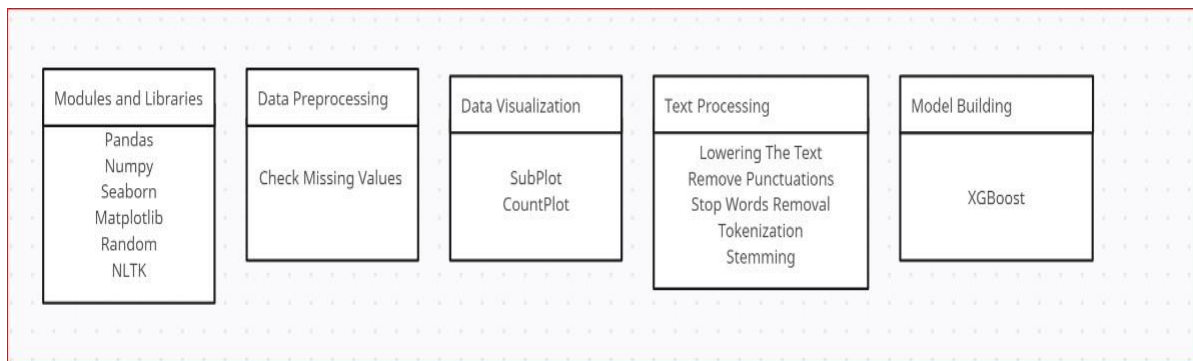 Modules and Libraries
Pandas
Numpy
Seaborn
Matplotlib
Random
NLTK
Data Preprocessing
Check Missing Values
Data Visualization
SubPlot
CountPlot
Text Processing
Lowering The Text
Remove Punctuations
Stop Words Removal
Tokenization
Stemming
Model Building
XGBoost